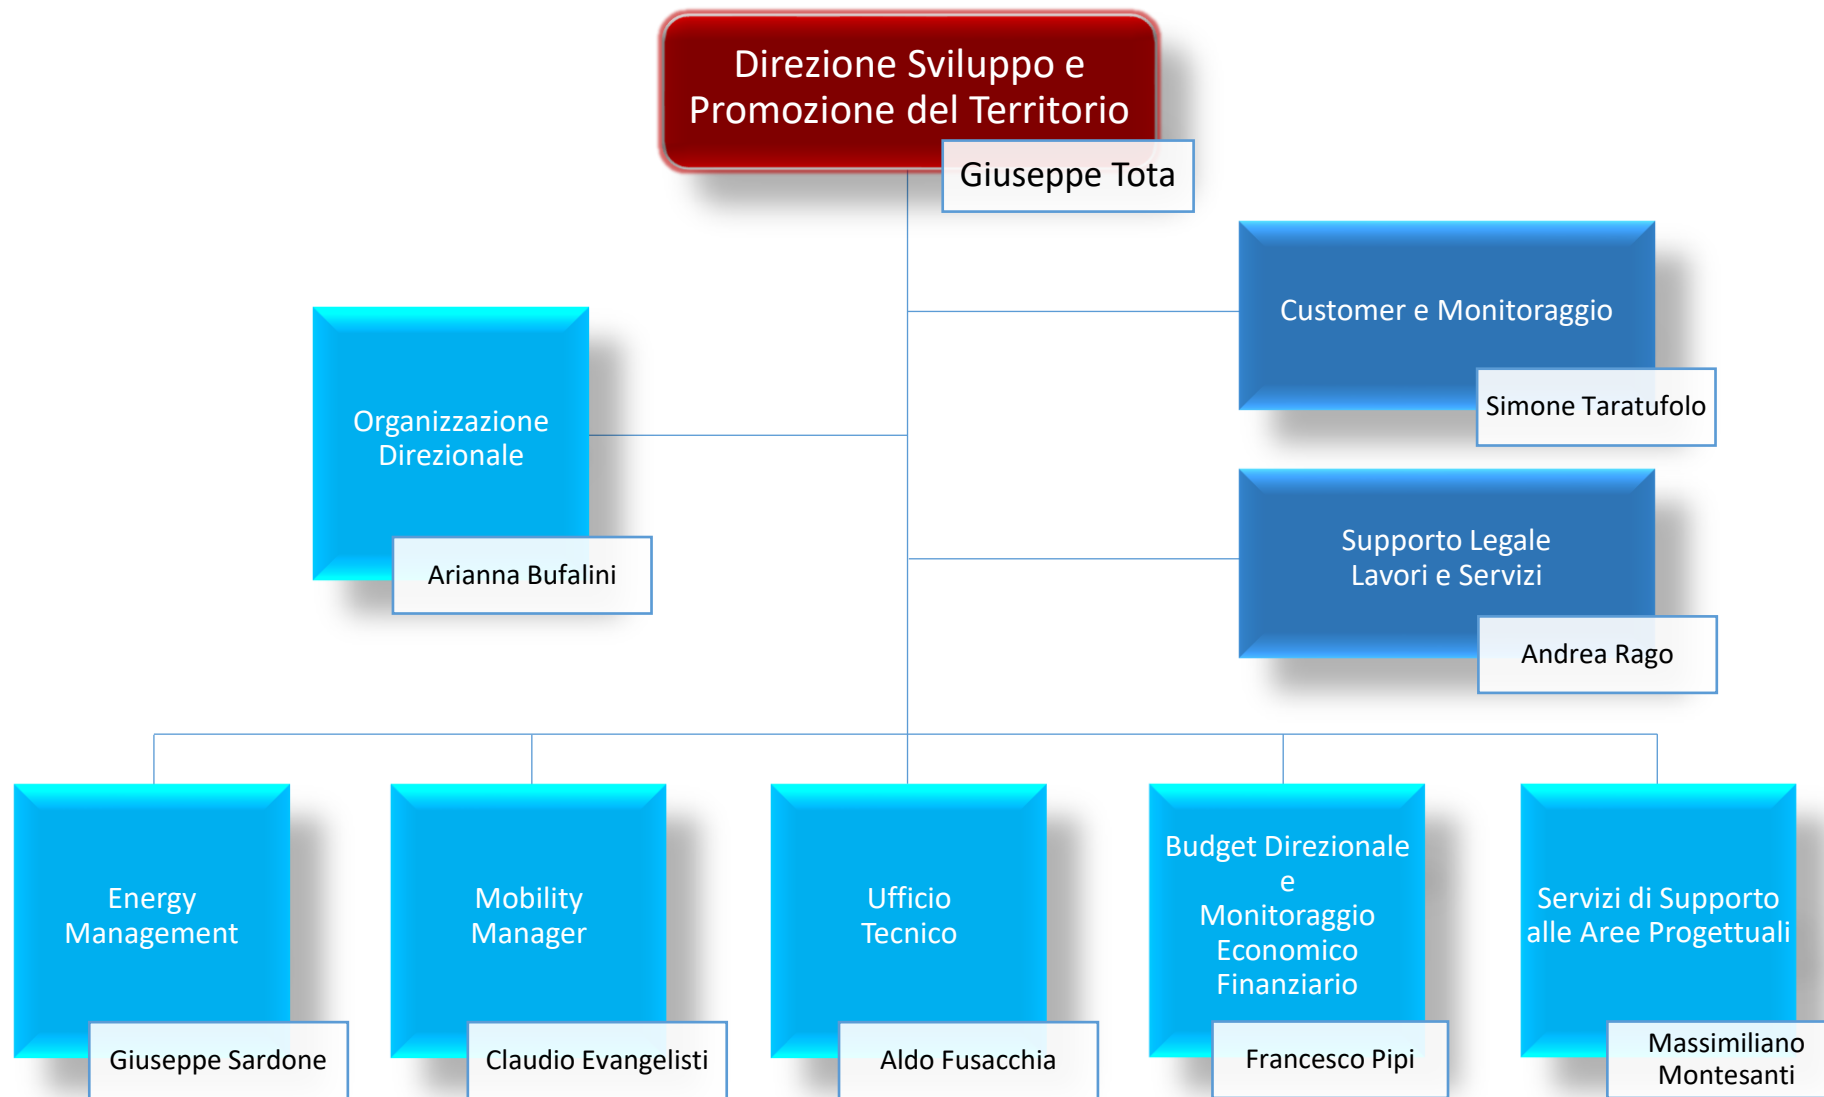 Direzione Sviluppo e
Promozione del Territorio
Giuseppe Tota
Customer e Monitoraggio
Simone Taratufolo
Organizzazione
Direzionale
Arianna Bufalini
Supporto Legale
Lavori e Servizi
Andrea Rago
Energy
Management
Giuseppe Sardone
Mobility
Manager
Claudio Evangelisti
Ufficio
Tecnico
Aldo Fusacchia
Budget Direzionale
e
Monitoraggio
Economico
Finanziario
Francesco Pipi
Servizi di Supporto
alle Aree Progettuali
Massimiliano
Montesanti